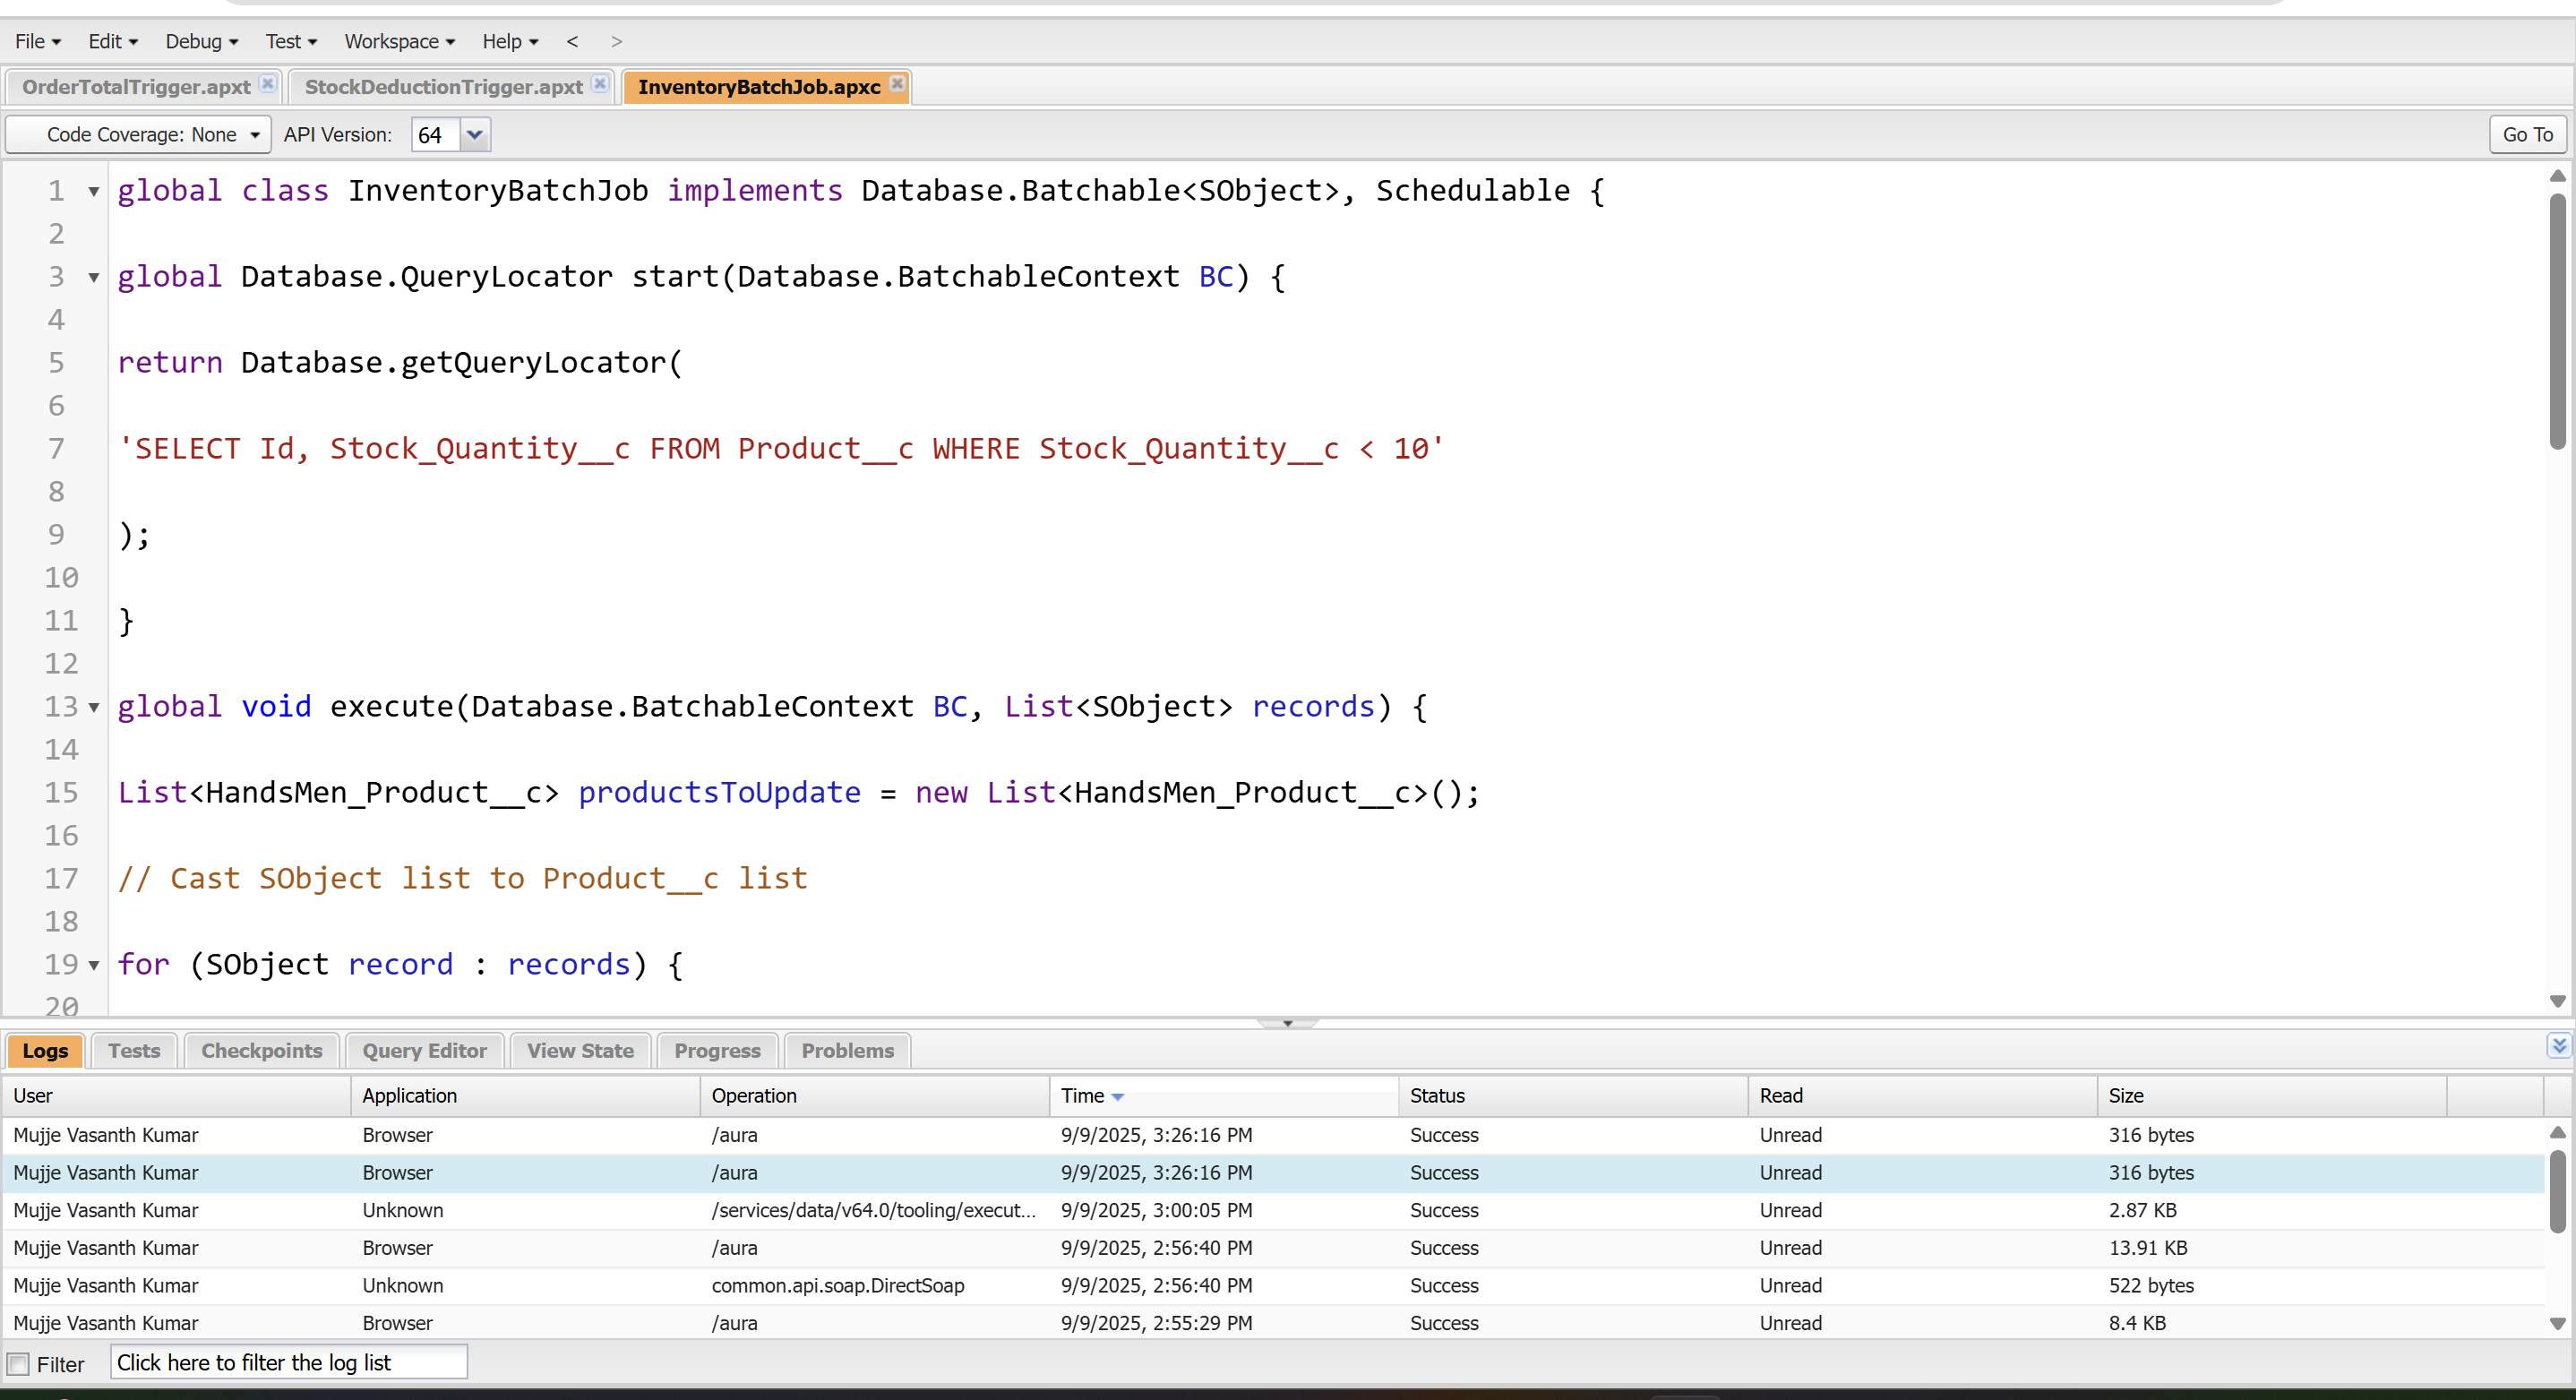 File Edit Debug Test Workspace Help < >
OrderTotalTrigger.apxt StockDeductionTrigger.apxt InventoryBatchJob.apxc
Code Coverage: None API Version: 64 Go To
1 global class InventoryBatchJob implements Database.Batchable<SObject>, Schedulable {
2
3 global Database.QueryLocator start(Database.BatchableContext BC) {
4
5 return Database.getQueryLocator(
6
7 'SELECT Id, Stock_Quantity__c FROM Product__c WHERE Stock_Quantity__c < 10'
8
9 );
10
11 }
12
13 global void execute(Database.BatchableContext BC, List<SObject> records) {
14
15 List<HandsMen_Product__c> productsToUpdate = new List<HandsMen_Product__c>();
16
17 // Cast SObject list to Product__c list
18
19 for (SObject record : records) {
20
Logs Tests Checkpoints Query Editor View State Progress Problems
User Application Operation Time Status Read Size
Mujje Vasanth Kumar Browser /aura 9/9/2025, 3:26:16 PM Success Unread 316 bytes
Mujje Vasanth Kumar Browser /aura 9/9/2025, 3:26:16 PM Success Unread 316 bytes
Mujje Vasanth Kumar Unknown /services/data/v64.0/tooling/execut... 9/9/2025, 3:00:05 PM Success Unread 2.87 KB
Mujje Vasanth Kumar Browser /aura 9/9/2025, 2:56:40 PM Success Unread 13.91 KB
Mujje Vasanth Kumar Unknown common.api.soap.DirectSoap 9/9/2025, 2:56:40 PM Success Unread 522 bytes
Mujje Vasanth Kumar Browser /aura 9/9/2025, 2:55:29 PM Success Unread 8.4 KB
Filter Click here to filter the log list